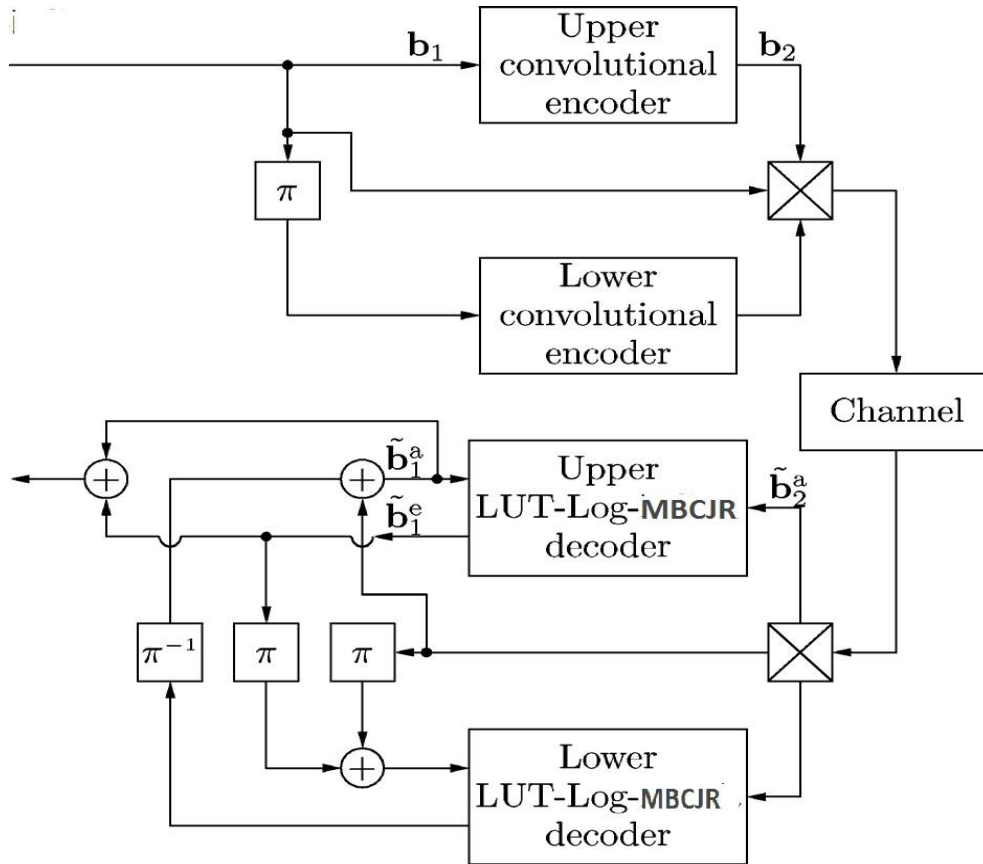 b₁
Upper
convolutional
encoder
b₂
π
Lower
convolutional
encoder
Channel
b̃₁ᵃ
b̃₁ᵉ
Upper
LUT-Log-MBCJR
decoder
b̃₂ᵃ
π⁻¹
π
π
Lower
LUT-Log-MBCJR
decoder